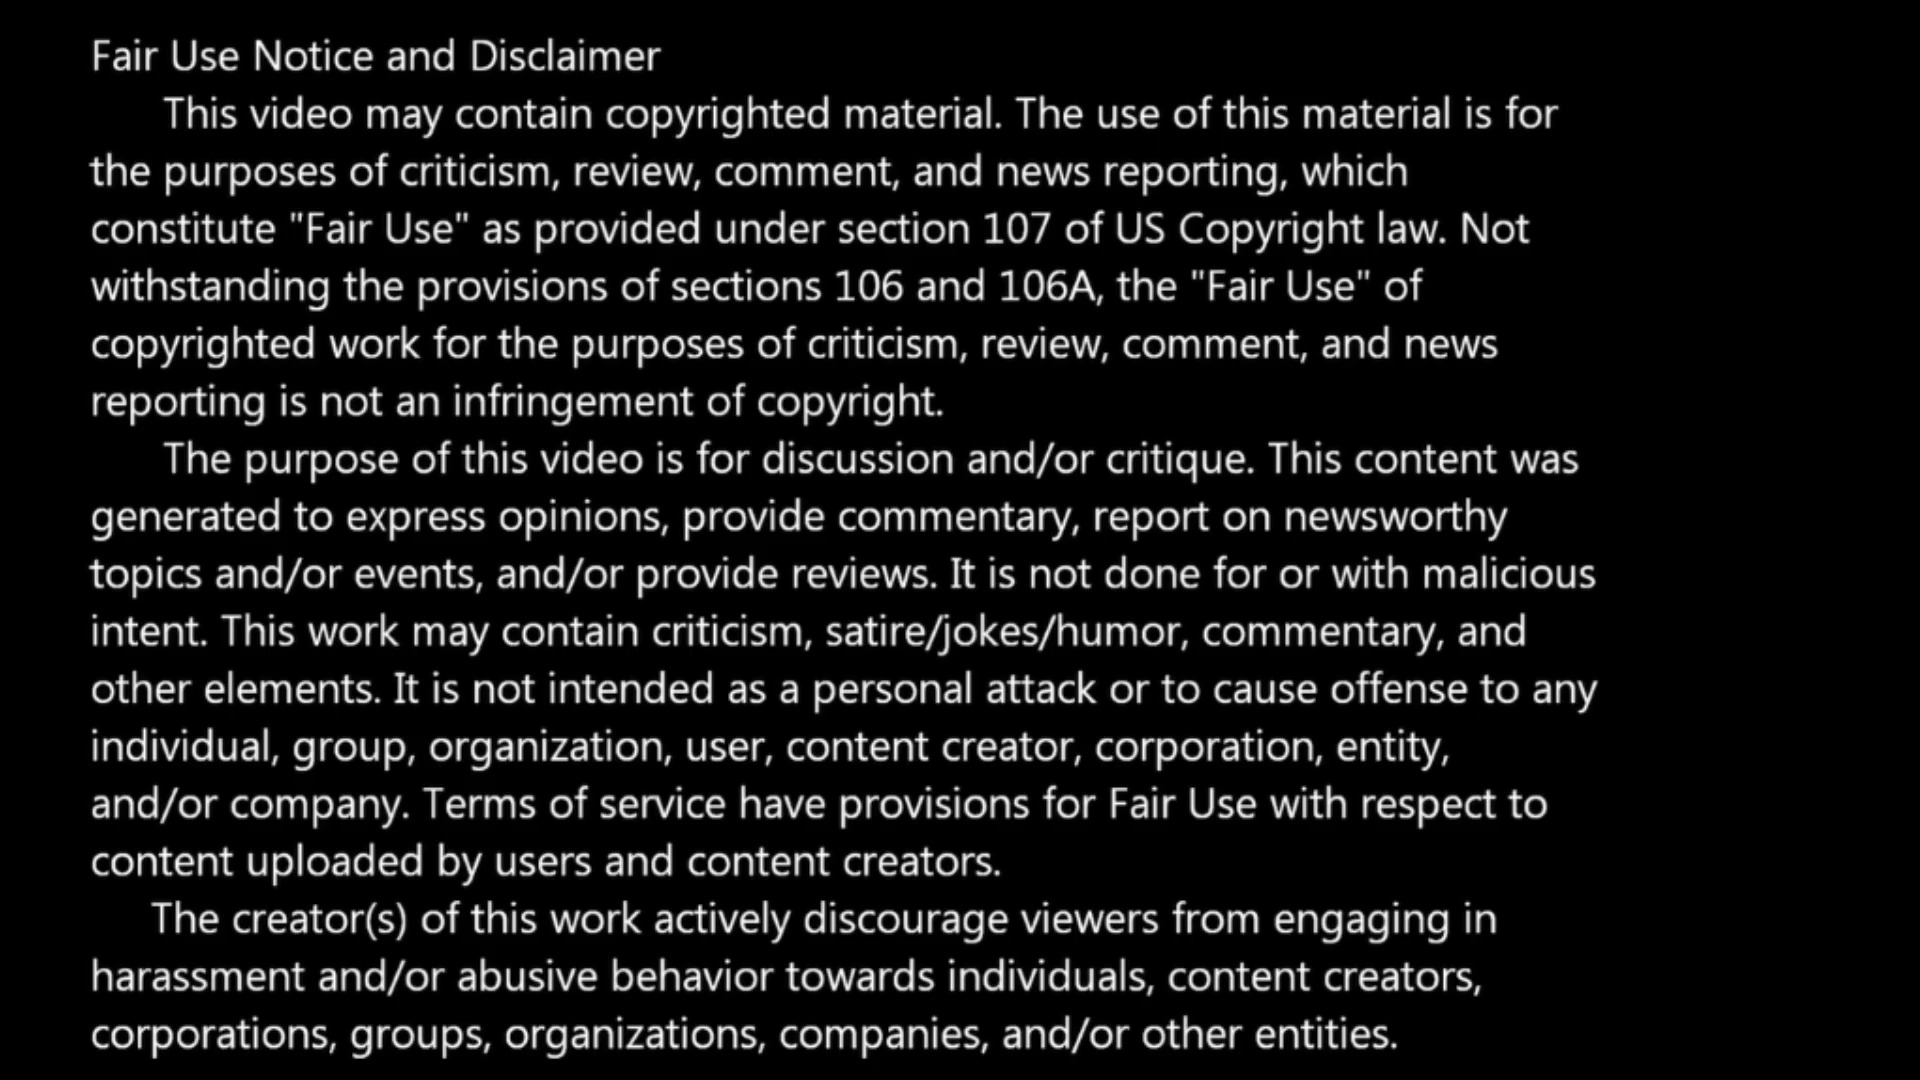 Fair Use Notice and Disclaimer
This video may contain copyrighted material. The use of this material is for
the purposes of criticism, review, comment, and news reporting, which
constitute "Fair Use" as provided under section 107 of US Copyright law. Not
withstanding the provisions of sections 106 and 106A, the "Fair Use" of
copyrighted work for the purposes of criticism, review, comment, and news
reporting is not an infringement of copyright.
The purpose of this video is for discussion and/or critique. This content was
generated to express opinions, provide commentary, report on newsworthy
topics and/or events, and/or provide reviews. It is not done for or with malicious
intent. This work may contain criticism, satire/jokes/humor, commentary, and
other elements. It is not intended as a personal attack or to cause offense to any
individual, group, organization, user, content creator, corporation, entity,
and/or company. Terms of service have provisions for Fair Use with respect to
content uploaded by users and content creators.
The creator(s) of this work actively discourage viewers from engaging in
harassment and/or abusive behavior towards individuals, content creators,
corporations, groups, organizations, companies, and/or other entities.